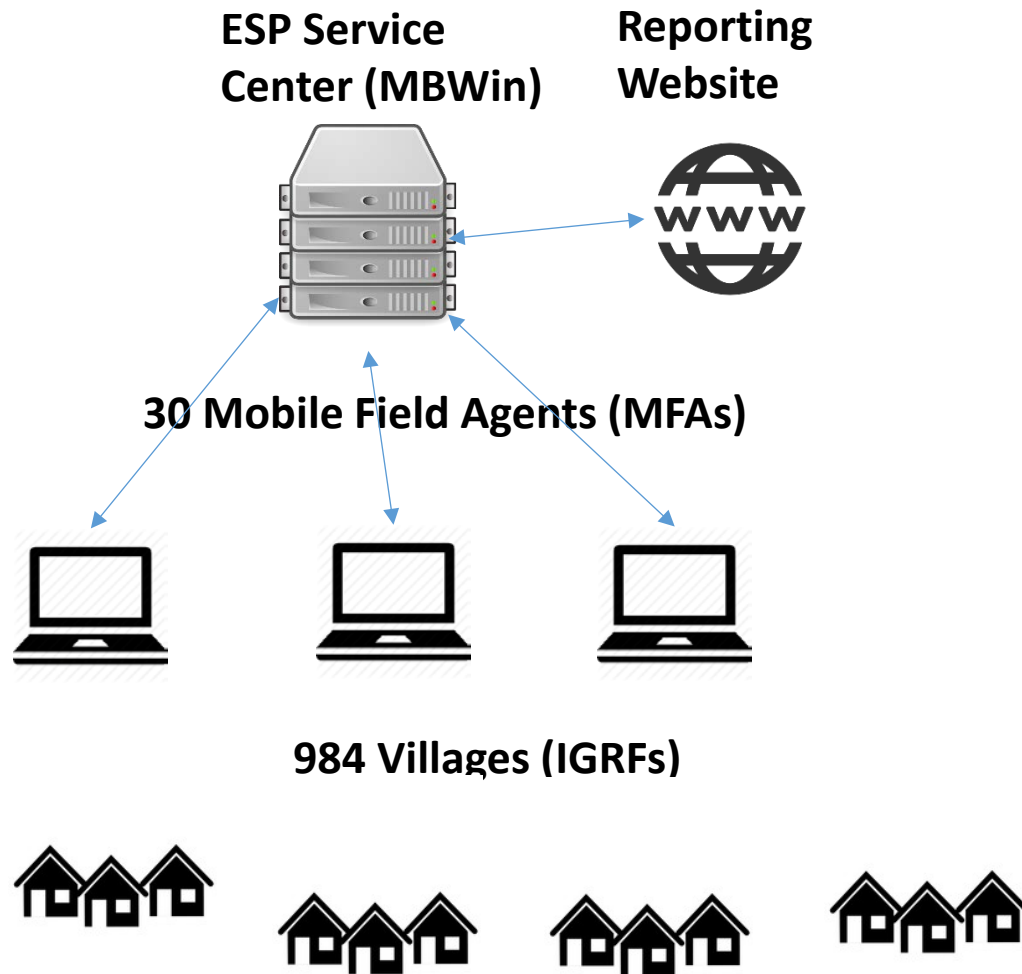 ESP Service
Center (MBWin)
Reporting
Website
www
30 Mobile Field Agents (MFAs)
984 Villages (IGRFs)